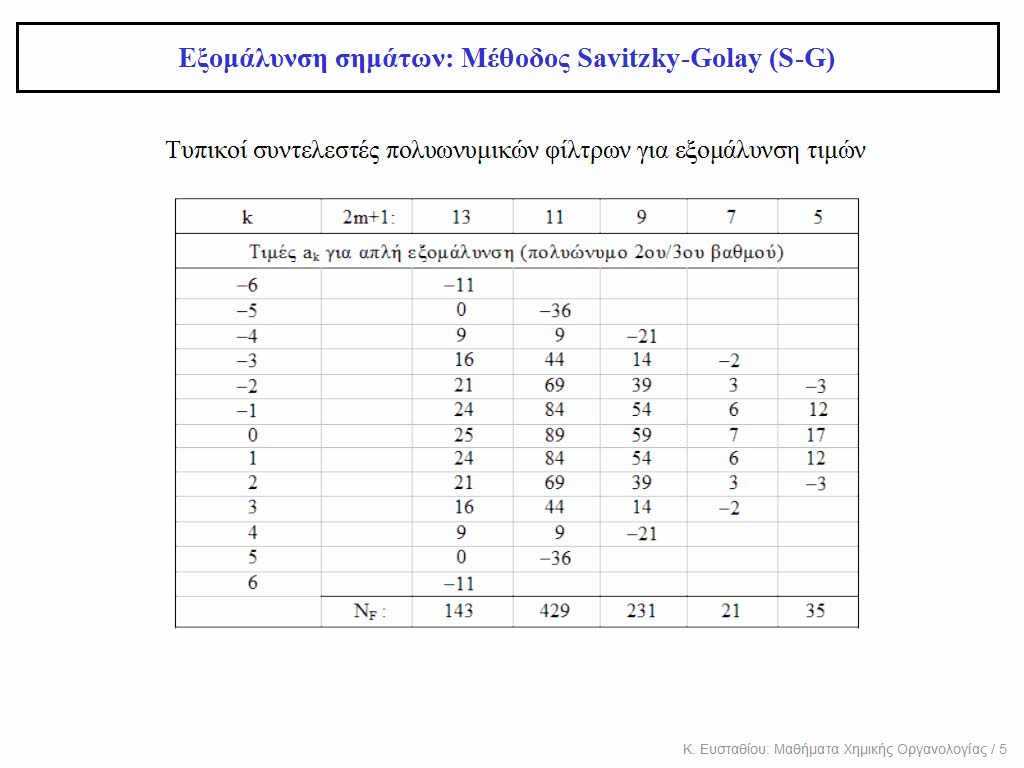 Εξομάλυνση σημάτων: Μέθοδος Savitzky-Golay (S-G)
Τυπικοί συντελεστές πολυωνυμικών φίλτρων για εξομάλυνση τιμών
k 2m+1: 13 11 9 7 5
Τιμές ak για απλή εξομάλυνση (πολυώνυμο 2ου/3ου βαθμού)
−6 −11
−5 0 −36
−4 9 9 −21
−3 16 44 14 −2
−2 21 69 39 3 −3
−1 24 84 54 6 12
0 25 89 59 7 17
1 24 84 54 6 12
2 21 69 39 3 −3
3 16 44 14 −2
4 9 9 −21
5 0 −36
6 −11
NF : 143 429 231 21 35
Κ. Ευσταθίου: Μαθήματα Χημικής Οργανολογίας / 5